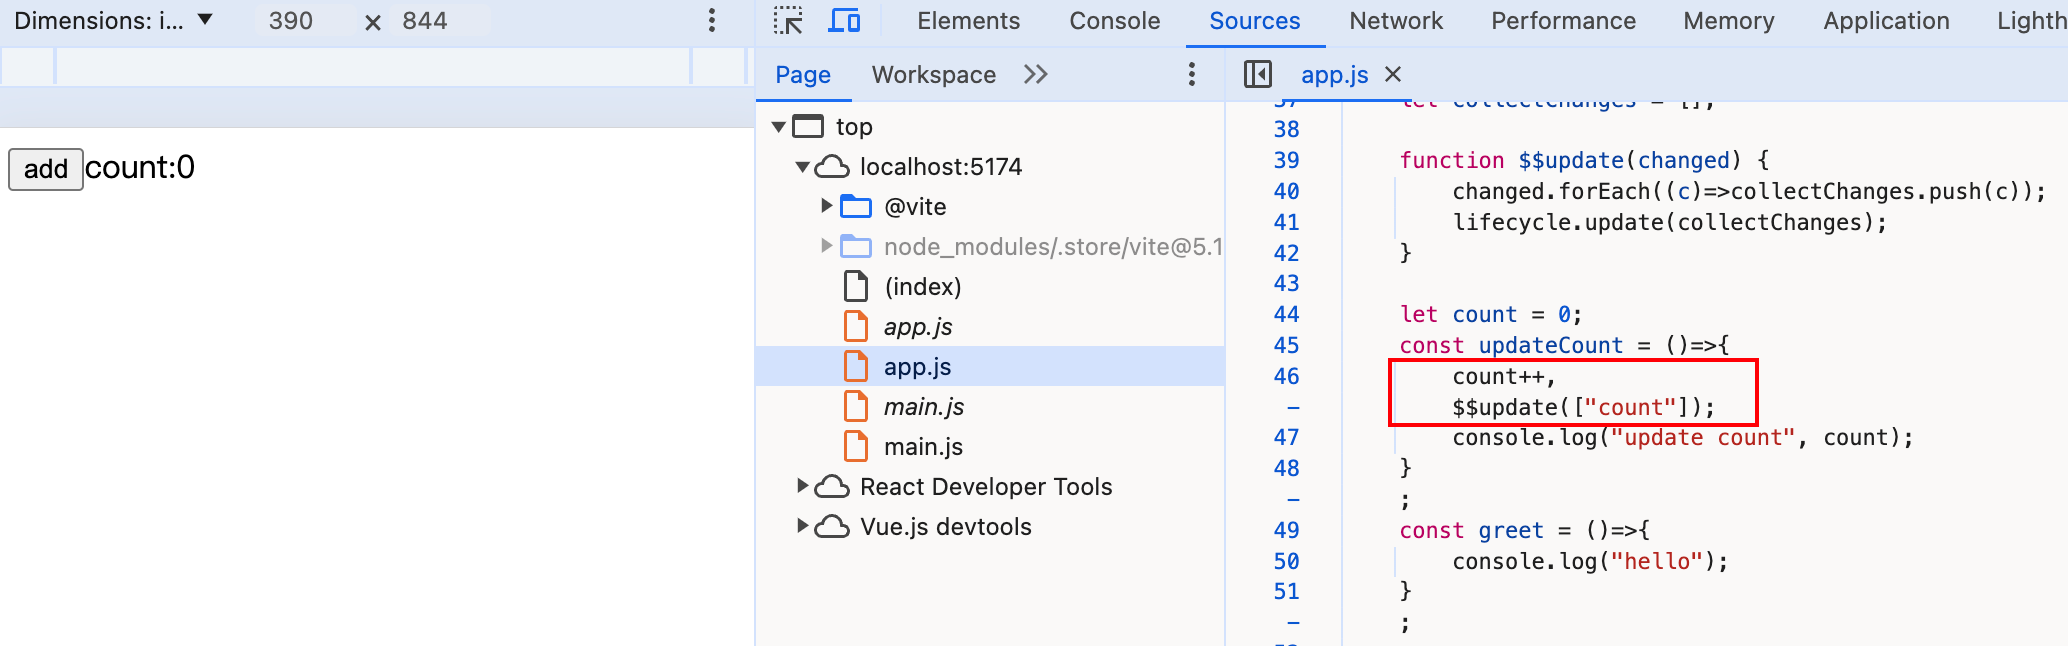 Dimensions: i... 390 × 844
Elements Console Sources Network Performance Memory Application Lighth
Page Workspace
app.js ×
add count:0
top
localhost:5174
@vite
node_modules/.store/vite@5.1
(index)
app.js
app.js
main.js
main.js
React Developer Tools
Vue.js devtools
37 let collectChanges = [];
38
39 function $$update(changed) {
40 changed.forEach((c)=>collectChanges.push(c));
41 lifecycle.update(collectChanges);
42 }
43
44 let count = 0;
45 const updateCount = ()=>{
46 count++,
- $$update(["count"]);
47 console.log("update count", count);
48 }
- ;
49 const greet = ()=>{
50 console.log("hello");
51 }
- ;